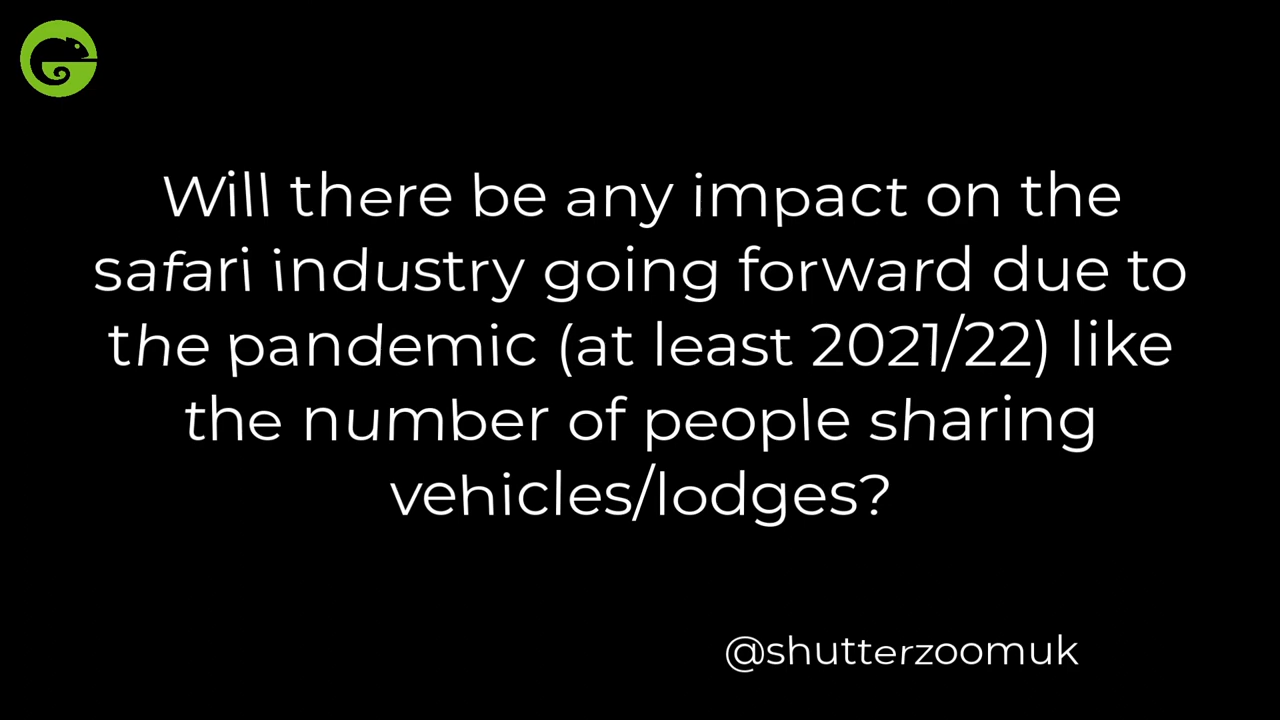 Will there be any impact on the
safari industry going forward due to
the pandemic (at least 2021/22) like
the number of people sharing
vehicles/lodges?
@shutterzoomuk